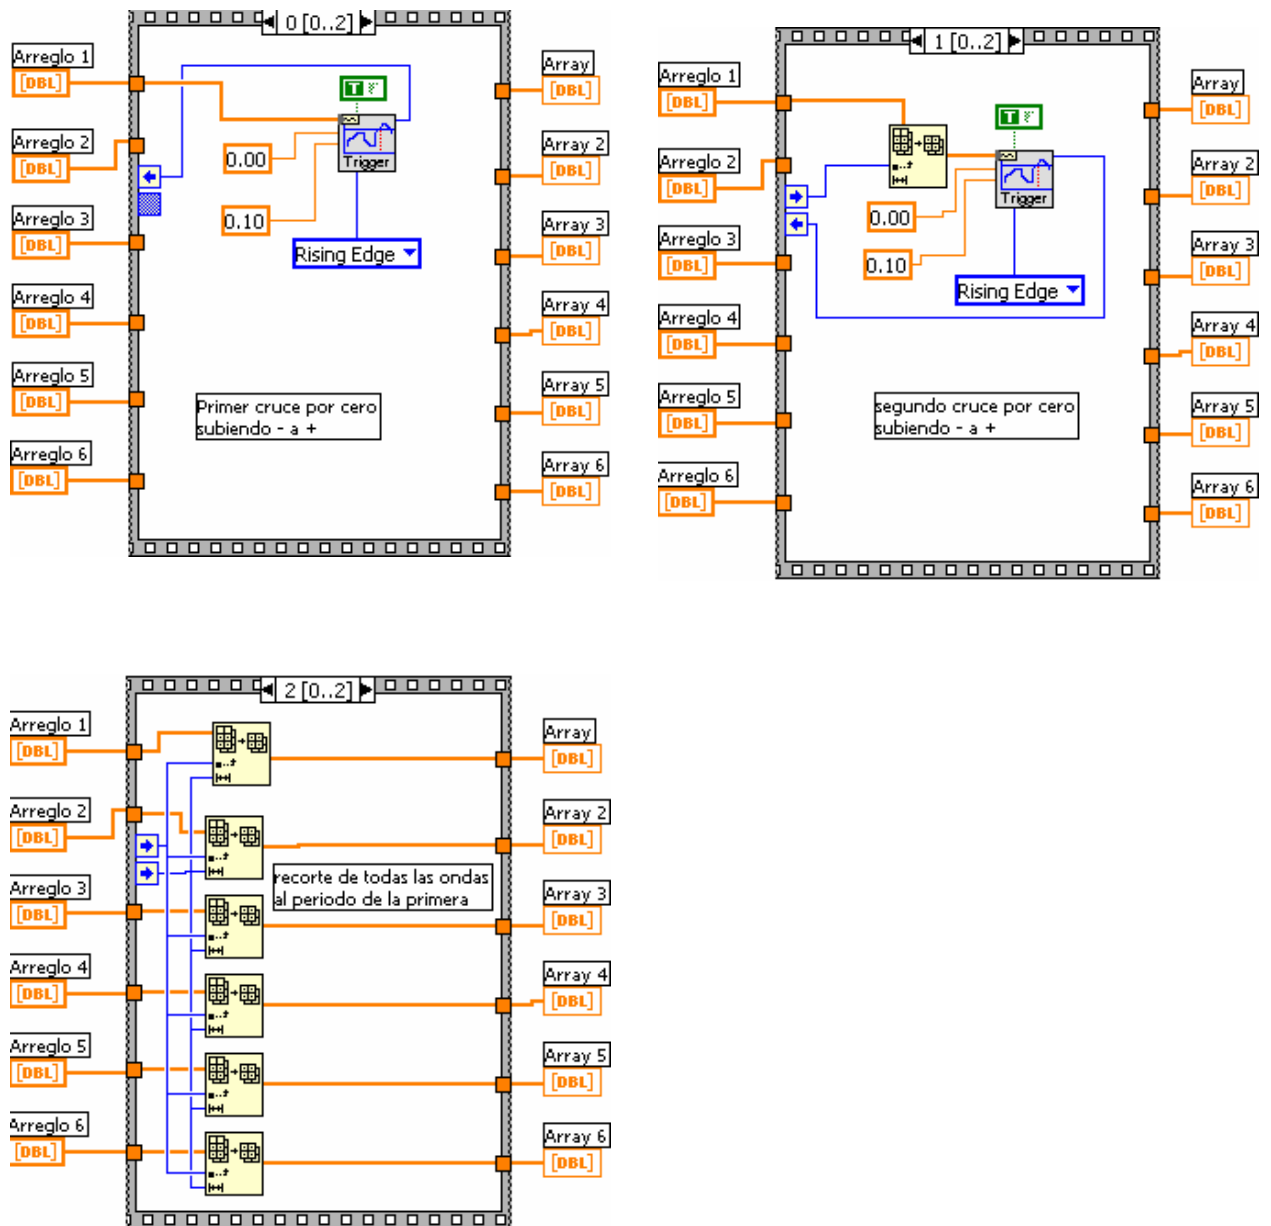 0 [0..2]
Arreglo 1
[DBL]
Arreglo 2
[DBL]
Arreglo 3
[DBL]
Arreglo 4
[DBL]
Arreglo 5
[DBL]
Arreglo 6
[DBL]
T F
0.00
Trigger
0.10
Rising Edge
Primer cruce por cero
subiendo - a +
Array
[DBL]
Array 2
[DBL]
Array 3
[DBL]
Array 4
[DBL]
Array 5
[DBL]
Array 6
[DBL]
1 [0..2]
Arreglo 1
[DBL]
Arreglo 2
[DBL]
Arreglo 3
[DBL]
Arreglo 4
[DBL]
Arreglo 5
[DBL]
Arreglo 6
[DBL]
T F
Trigger
0.00
0.10
Rising Edge
segundo cruce por cero
subiendo - a +
Array
[DBL]
Array 2
[DBL]
Array 3
[DBL]
Array 4
[DBL]
Array 5
[DBL]
Array 6
[DBL]
2 [0..2]
Arreglo 1
[DBL]
Arreglo 2
[DBL]
Arreglo 3
[DBL]
Arreglo 4
[DBL]
Arreglo 5
[DBL]
Arreglo 6
[DBL]
recorte de todas las ondas
al periodo de la primera
Array
[DBL]
Array 2
[DBL]
Array 3
[DBL]
Array 4
[DBL]
Array 5
[DBL]
Array 6
[DBL]